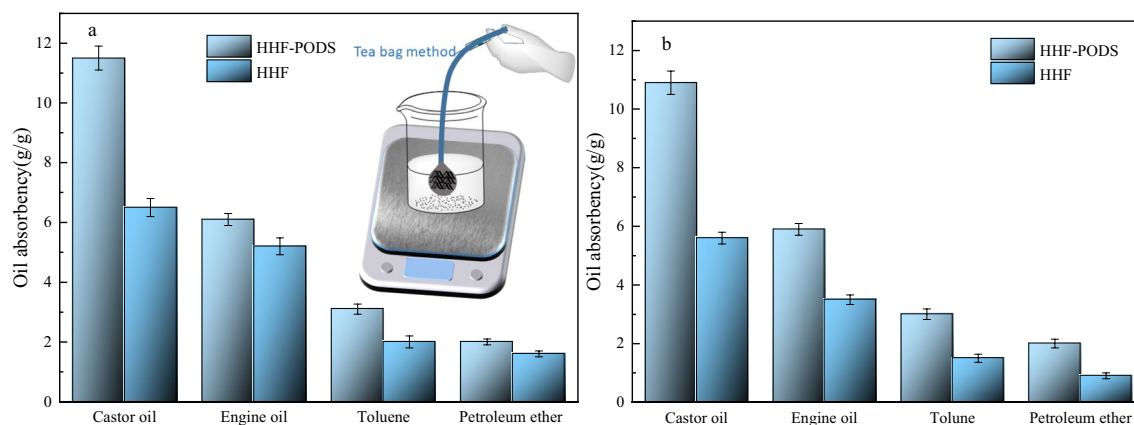 a
HHF-PODS
HHF
Tea bag method
Oil absorbency(g/g)
12
10
8
6
4
2
0
Castor oil
Engine oil
Toluene
Petroleum ether
b
HHF-PODS
HHF
Oil absorbency(g/g)
12
10
8
6
4
2
0
Castor oil
Engine oil
Tolune
Petroleum ether